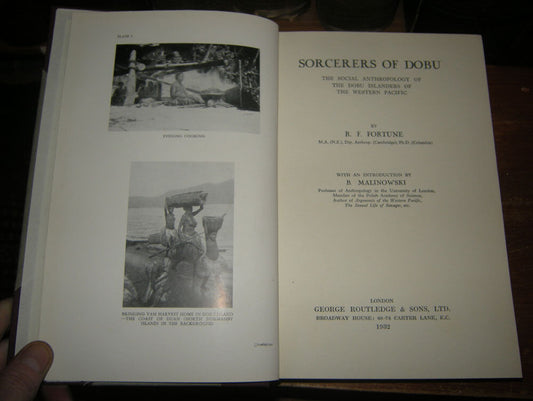 PLATE I
EVENING COOKING
BRINGING YAM HARVEST HOME IN DOBU ISLAND
—THE COAST OF DUAU (NORTH NORMANBY
ISLAND) IN THE BACKGROUND
[frontispiece
SORCERERS OF DOBU
THE SOCIAL ANTHROPOLOGY OF
THE DOBU ISLANDERS OF
THE WESTERN PACIFIC
BY
R. F. FORTUNE
M.A. (N.Z.), Dip. Anthrop. (Cambridge), Ph.D. (Columbia)
WITH AN INTRODUCTION BY
B. MALINOWSKI
Professor of Anthropology in the University of London,
Member of the Polish Academy of Science,
Author of Argonauts of the Western Pacific,
The Sexual Life of Savages, etc.
LONDON
GEORGE ROUTLEDGE & SONS, LTD.
BROADWAY HOUSE: 68-74 CARTER LANE, E.C.
1932